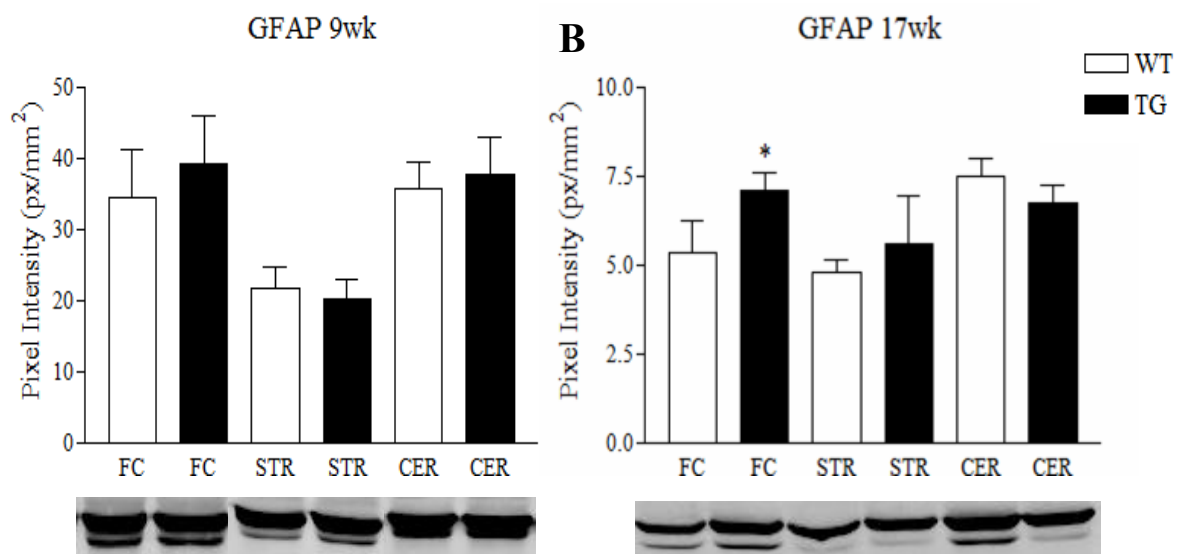 GFAP 9wk
Pixel Intensity (px/mm²)
50
40
30
20
10
0
FC FC STR STR CER CER
B
GFAP 17wk
WT
TG
Pixel Intensity (px/mm²)
10.0
7.5
5.0
2.5
0.0
*
FC FC STR STR CER CER